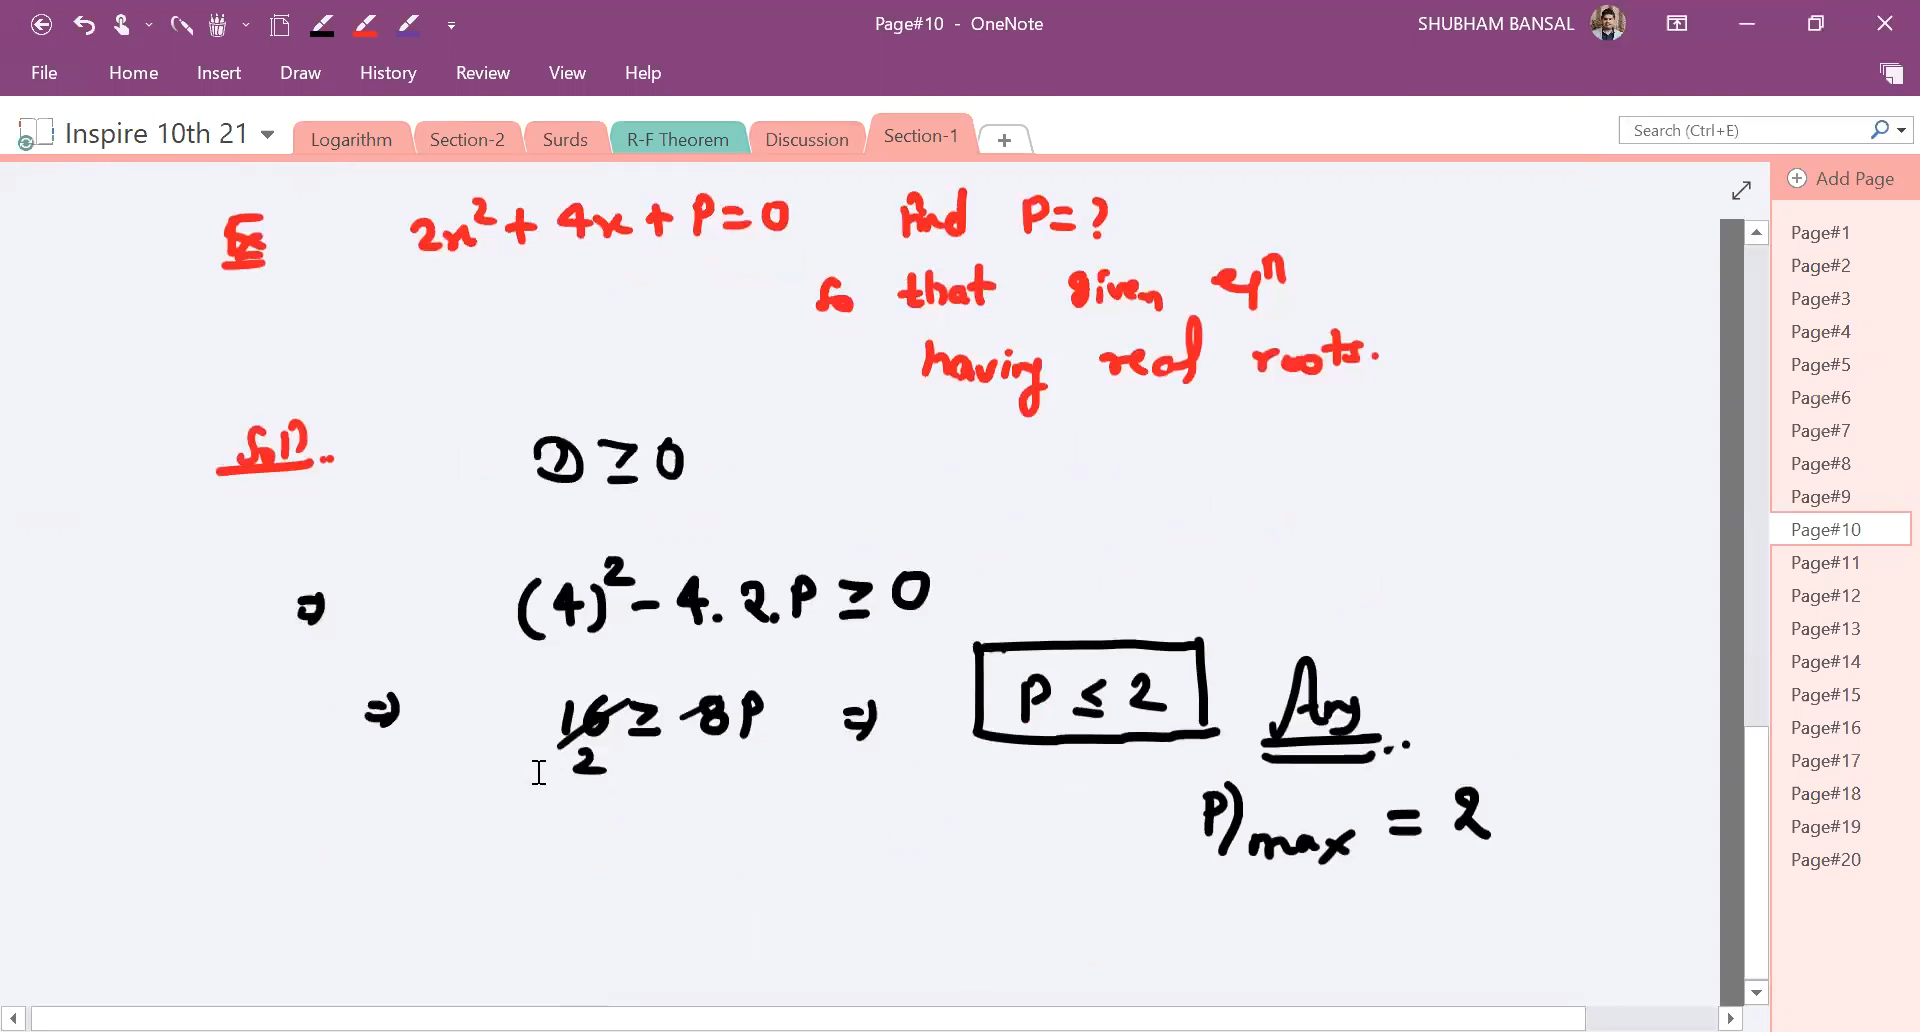 Page#10 - OneNote
SHUBHAM BANSAL
File Home Insert Draw History Review View Help
Inspire 10th 21
Logarithm Section-2 Surds R-F Theorem Discussion Section-1
Search (Ctrl+E)
Add Page
Page#1
Page#2
Page#3
Page#4
Page#5
Page#6
Page#7
Page#8
Page#9
Page#10
Page#11
Page#12
Page#13
Page#14
Page#15
Page#16
Page#17
Page#18
Page#19
Page#20
Ex 2x² + 4x + P = 0 Find P = ?
so that given eqⁿ
having real roots.
Solⁿ.. D ≥ 0
⇒ (4)² - 4. 2. P ≥ 0
⇒ 16 ≥ 8P ⇒ P ≤ 2 Ans..
2
P)max = 2